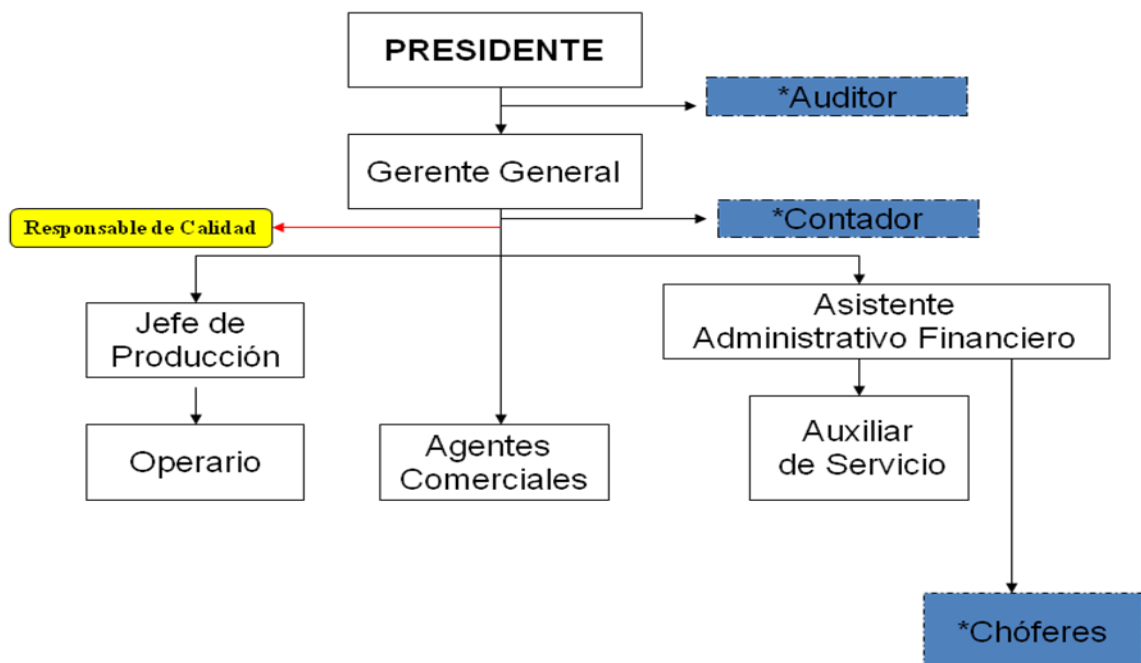 PRESIDENTE
*Auditor
Gerente General
Responsable de Calidad
*Contador
Jefe de
Producción
Asistente
Administrativo Financiero
Operario
Agentes
Comerciales
Auxiliar
de Servicio
*Chóferes